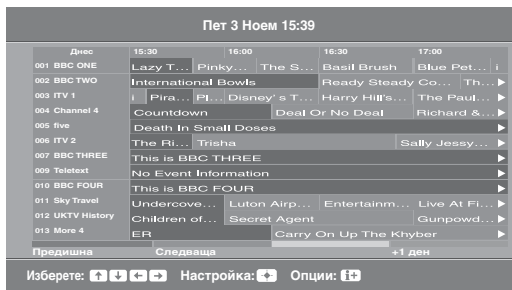 Пет 3 Ноем 15:39
Днес 15:30 16:00 16:30 17:00
001 BBC ONE Lazy T... Pinky... The S... Basil Brush Blue Pet... i
002 BBC TWO International Bowls Ready Steady Co... Th...
003 ITV 1 i Pira... Pl... Disney's T... Harry Hill's... The Paul...
004 Channel 4 Countdown Deal Or No Deal Richard &...
005 five Death In Small Doses
006 ITV 2 The Ri... Trisha Sally Jessy...
007 BBC THREE This is BBC THREE
009 Teletext No Event Information
010 BBC FOUR This is BBC FOUR
011 Sky Travel Undercove... Luton Airp... Entertainm... Live At Fi...
012 UKTV History Children of... Secret Agent Gunpowd...
013 More 4 ER Carry On Up The Khyber
Предишна Следваща +1 ден
Изберете: Настройка: Опции: i+